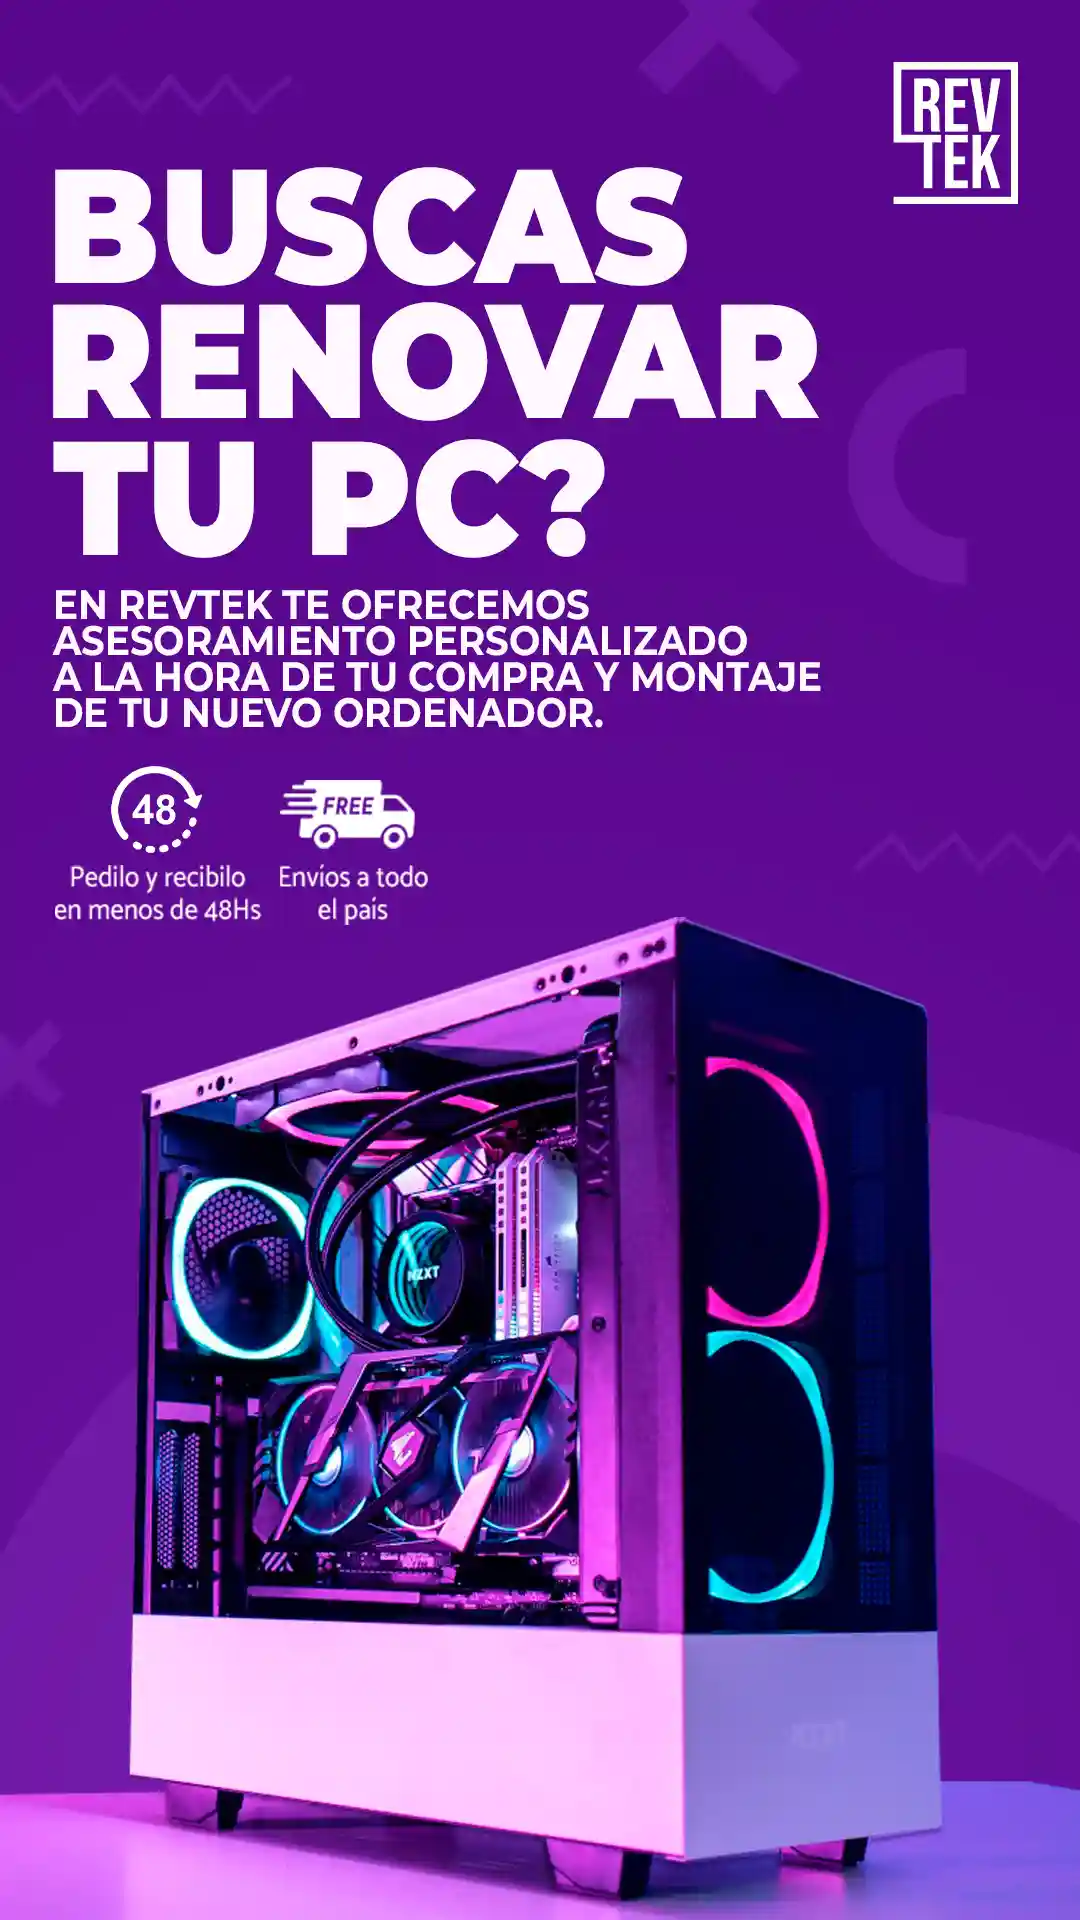 REV
TEK
BUSCAS
RENOVAR
TU PC?
EN REVTEK TE OFRECEMOS
ASESORAMIENTO PERSONALIZADO
A LA HORA DE TU COMPRA Y MONTAJE
DE TU NUEVO ORDENADOR.
48
FREE
Pedilo y recibilo
en menos de 48Hs
Envíos a todo
el país
NZXT